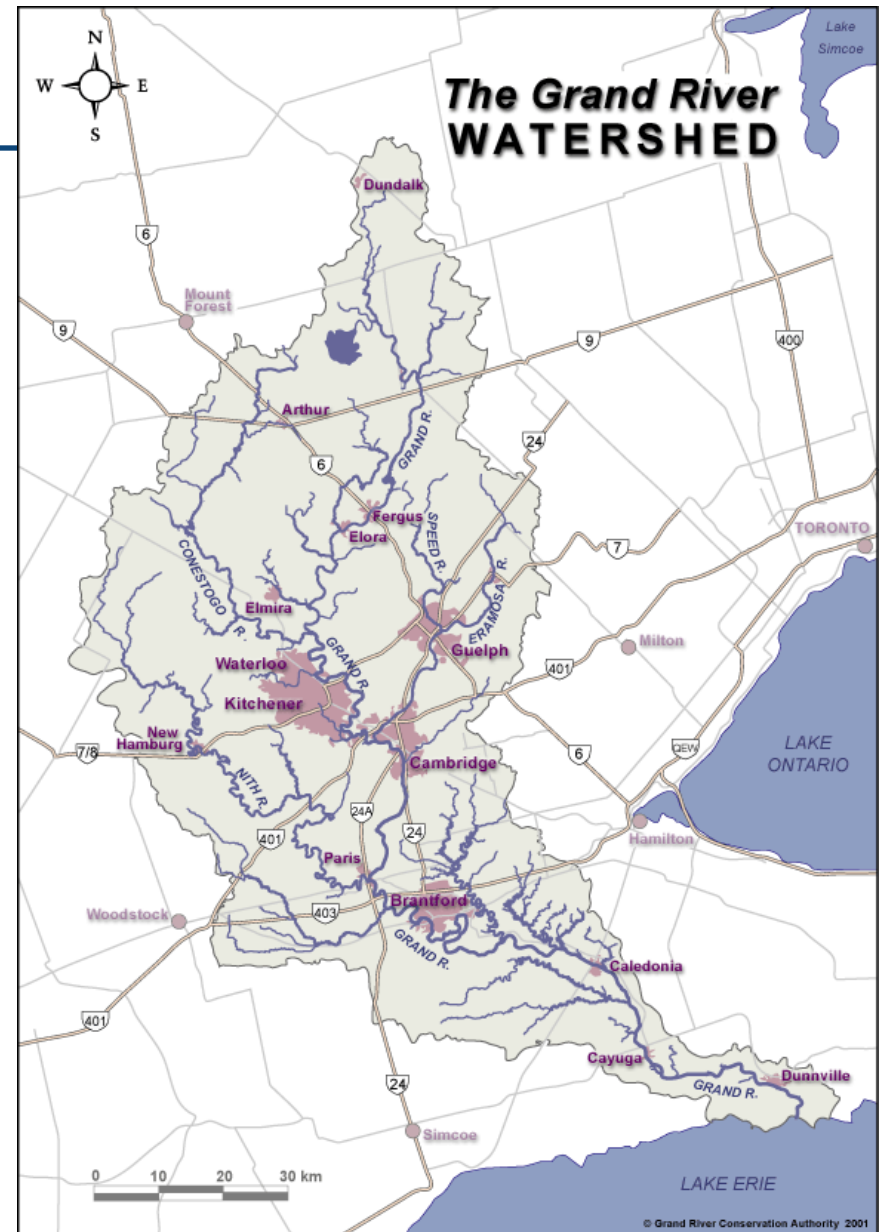 N
W
E
S
Lake
Simcoe
The Grand River
WATERSHED
Dundalk
6
Mount
Forest
9
9
400
Arthur
GRAND R.
24
6
Fergus
SPEED R.
Elora
TORONTO
7
CONESTOGO
R.
ERAMOSA R.
Elmira
GRAND R.
Guelph
Milton
Waterloo
401
Kitchener
New
Hamburg
7/8
6
QEW
LAKE
ONTARIO
Cambridge
NITH R.
24A
401
24
Hamilton
Paris
Brantford
Woodstock
403
GRAND R.
Caledonia
401
Cayuga
24
GRAND R.
Dunnville
Simcoe
0 10 20 30 km
LAKE ERIE
© Grand River Conservation Authority 2001